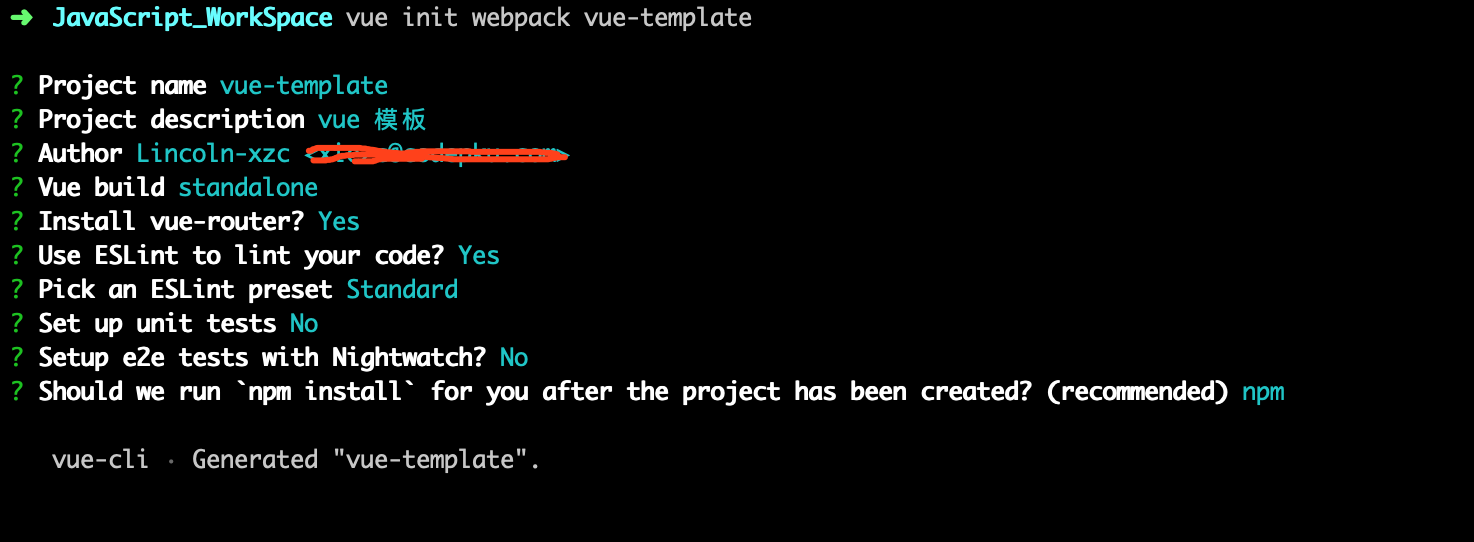 ➜ JavaScript_WorkSpace vue init webpack vue-template
? Project name vue-template
? Project description vue 模板
? Author Lincoln-xzc
? Vue build standalone
? Install vue-router? Yes
? Use ESLint to lint your code? Yes
? Pick an ESLint preset Standard
? Set up unit tests No
? Setup e2e tests with Nightwatch? No
? Should we run `npm install` for you after the project has been created? (recommended) npm
vue-cli · Generated "vue-template".